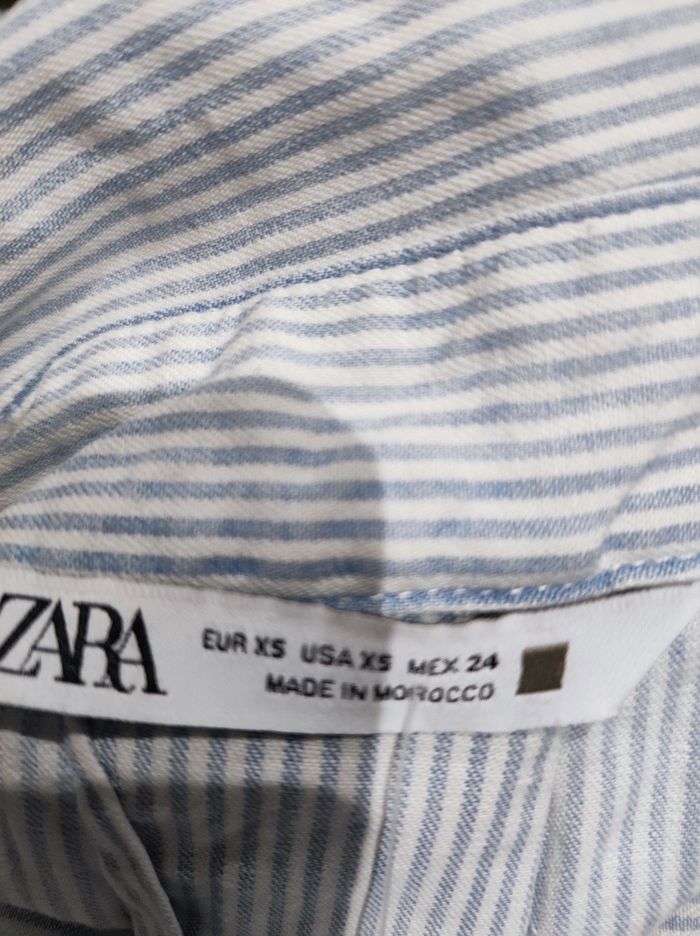 ZARA
EUR XS USA XS MEX 24
MADE IN MOROCCO